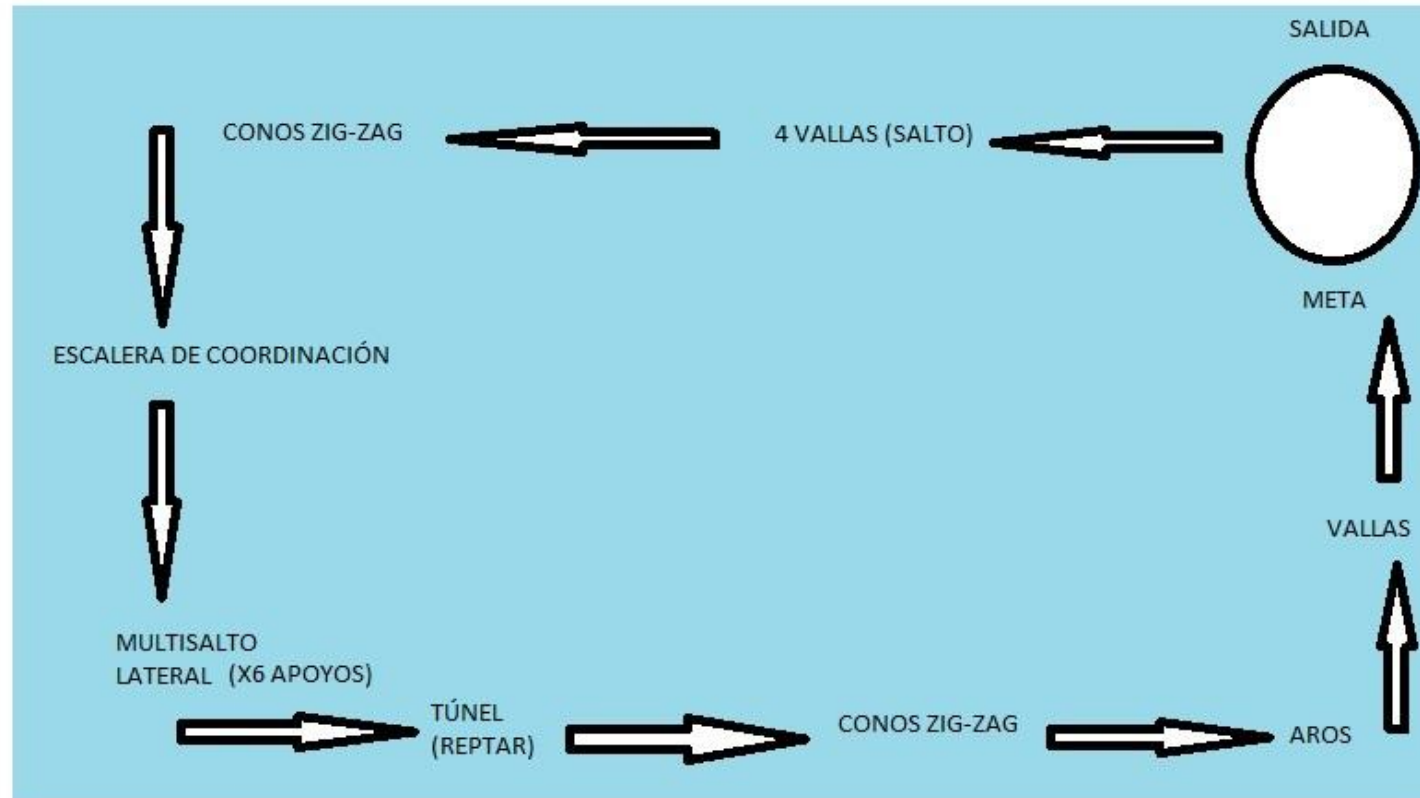 SALIDA
4 VALLAS (SALTO)
CONOS ZIG-ZAG
ESCALERA DE COORDINACIÓN
MULTISALTO
LATERAL (X6 APOYOS)
TÚNEL
(REPTAR)
CONOS ZIG-ZAG
AROS
VALLAS
META